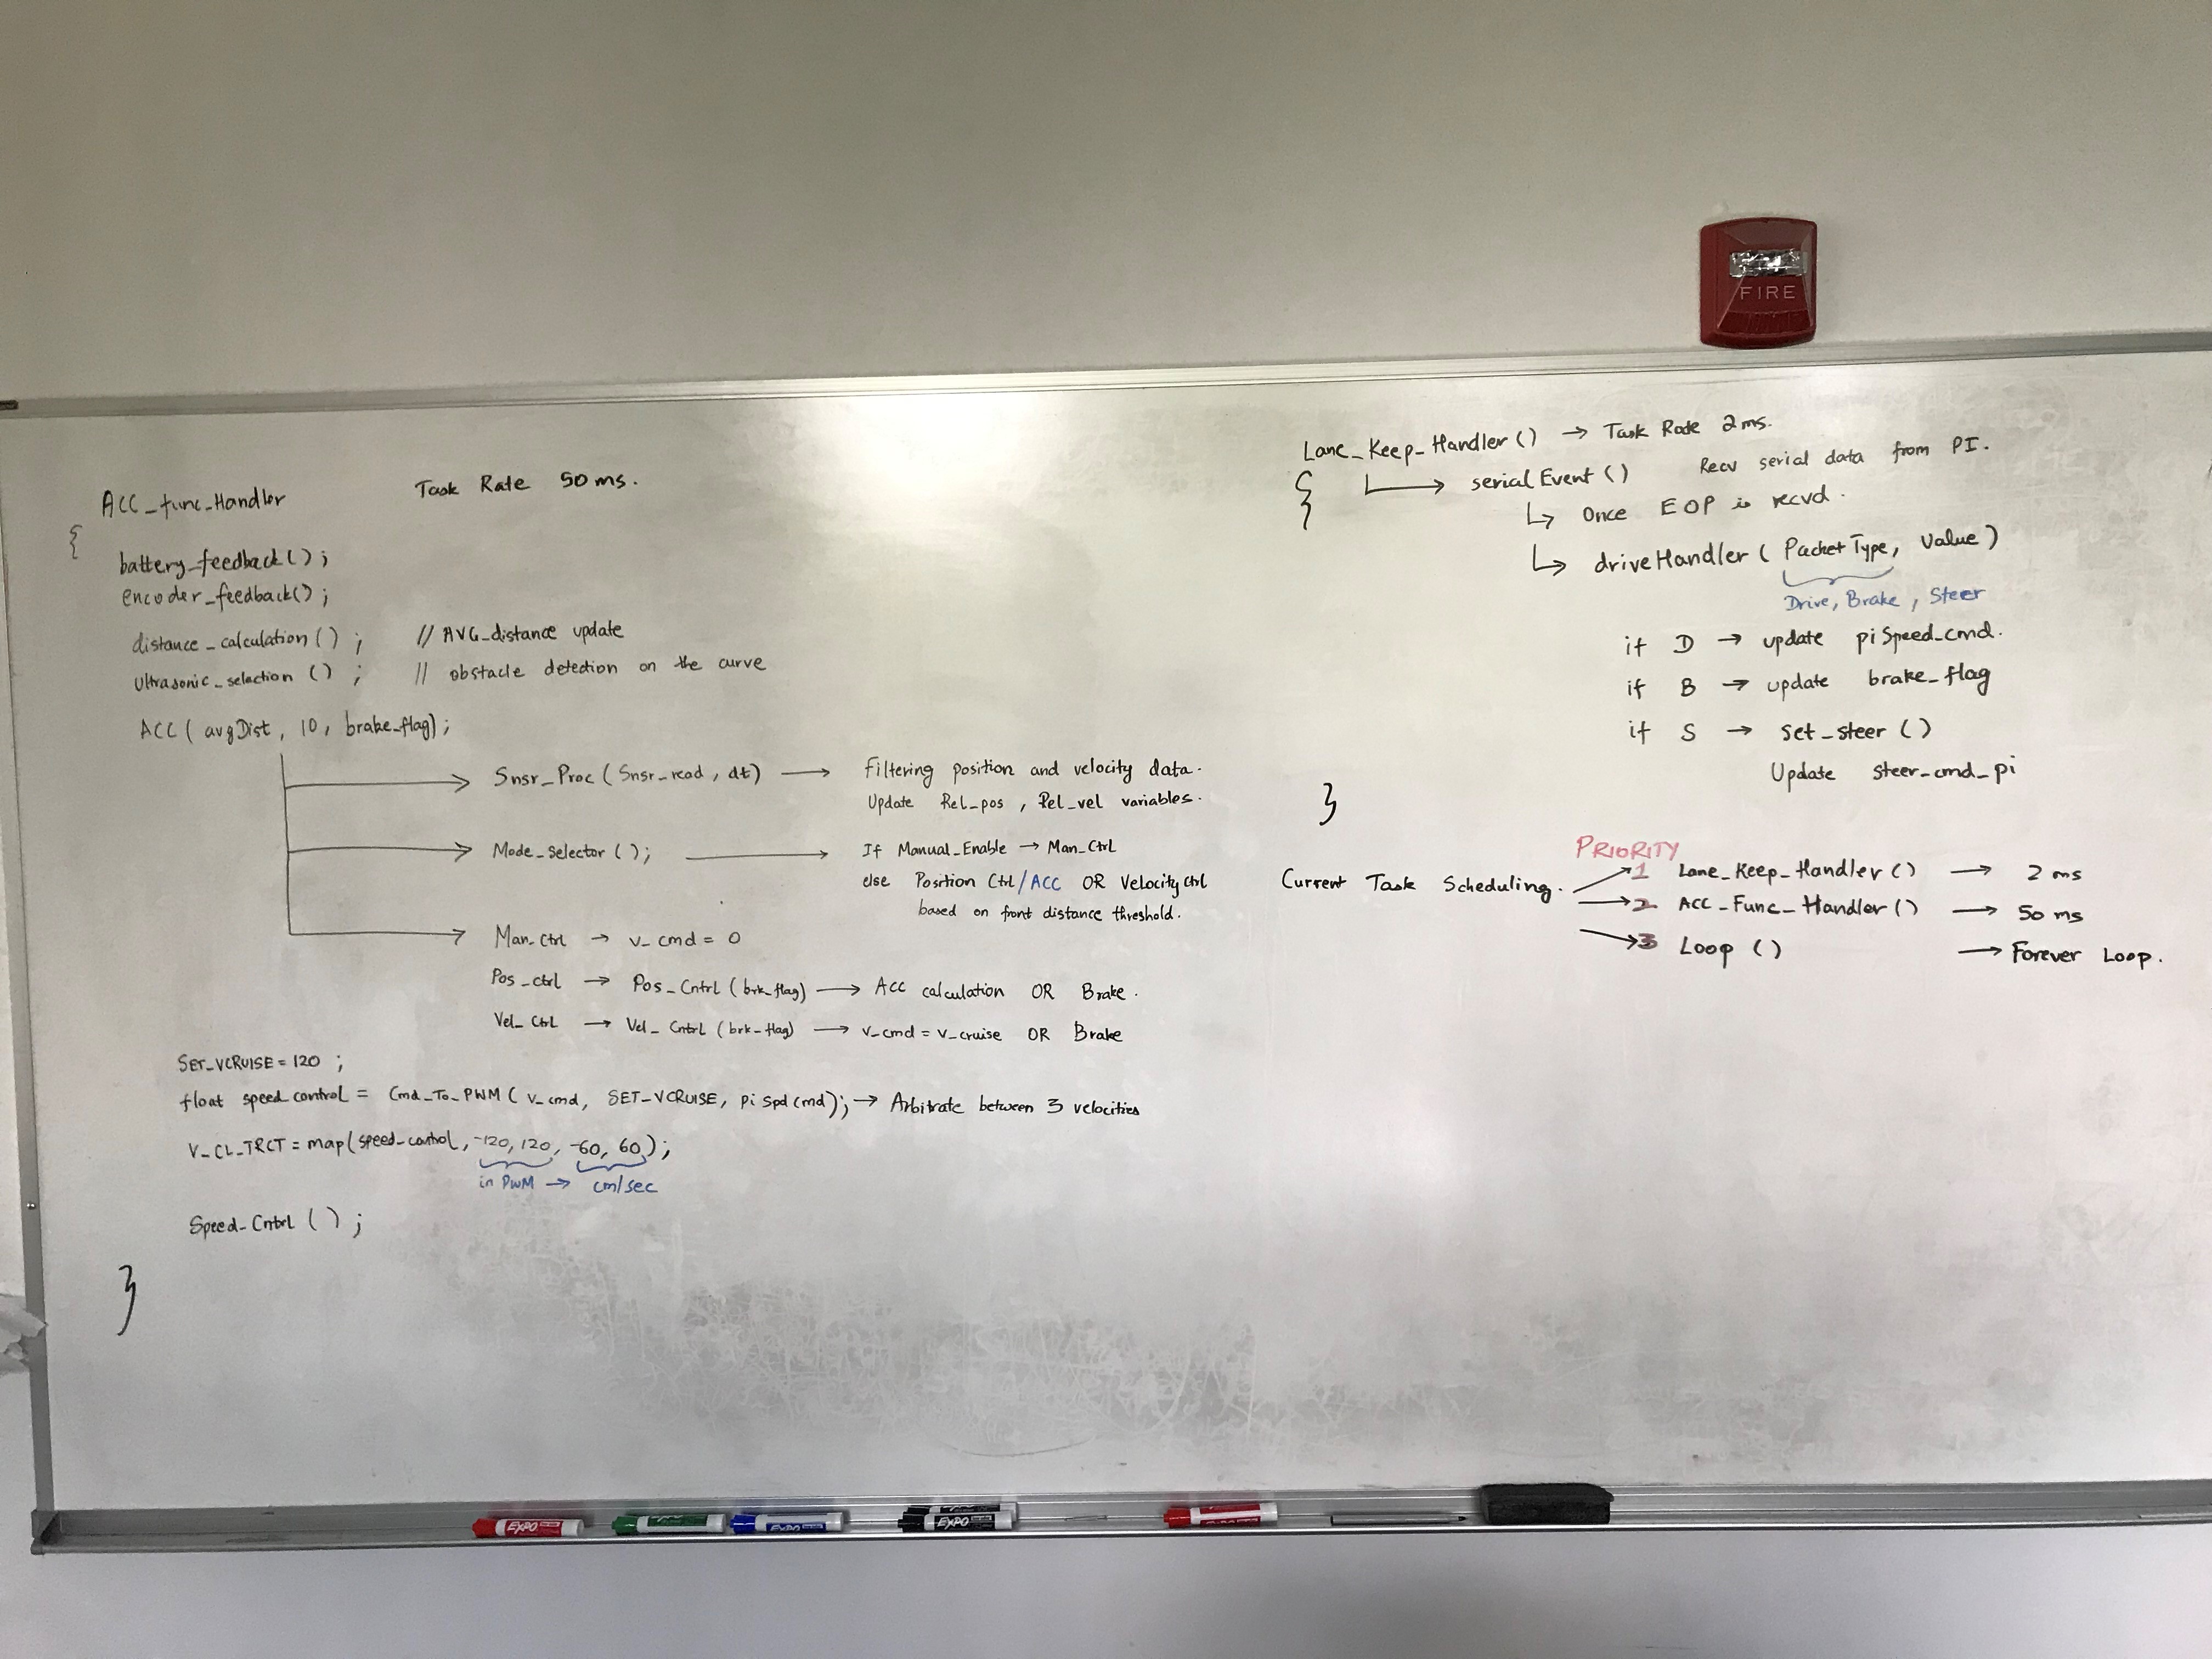 FIRE
ACC_func_Handler    Task Rate 50 ms.
{
battery_feedback();
encoder_feedback();
distance_calculation() ;    // AVG_distance update
Ultrasonic_selection () ;    // obstacle detection on the curve
ACC( avgDist, 10, brake_flag);
Snsr_Proc (Snsr_read, dt) → Filtering position and velocity data.
Update Rel_pos, Rel_vel variables.
Mode_selector (); → If Manual_Enable → Man_Ctrl
else Position Ctrl/ACC OR Velocity Ctrl
based on front distance threshold.
Man_Ctrl → v_cmd = 0
Pos_ctrl → Pos_Cntrl (brk_flag) → ACC calculation OR Brake.
Vel_Ctrl → Vel_Cntrl (brk_flag) → v_cmd = v_cruise OR Brake
SET_VCRUISE = 120 ;
float speed_control = Cmd_To_PWM( v_cmd, SET_VCRUISE, pi Spd Cmd); → Arbitrate between 3 velocities
V_CL_TRCT = map(speed_control, -120, 120, -60, 60);
in PWM → cm/sec
Speed_Cntrl () ;
}
Lane_Keep_Handler () → Task Rate 2ms.
{ → serialEvent ()    Recv serial data from PI.
↳ Once EOP is recvd.
↳ driveHandler ( Packet Type, Value )
Drive, Brake, Steer
if D → update piSpeed_cmd.
if B → update brake_flag
if S → Set_steer ()
Update steer_cmd_pi
}
PRIORITY
Current Task Scheduling. → 1 Lane_Keep_Handler () → 2 ms
→ 2 ACC_Func_Handler () → 50 ms
→ 3 Loop () → Forever Loop.
EXPO
EXPO